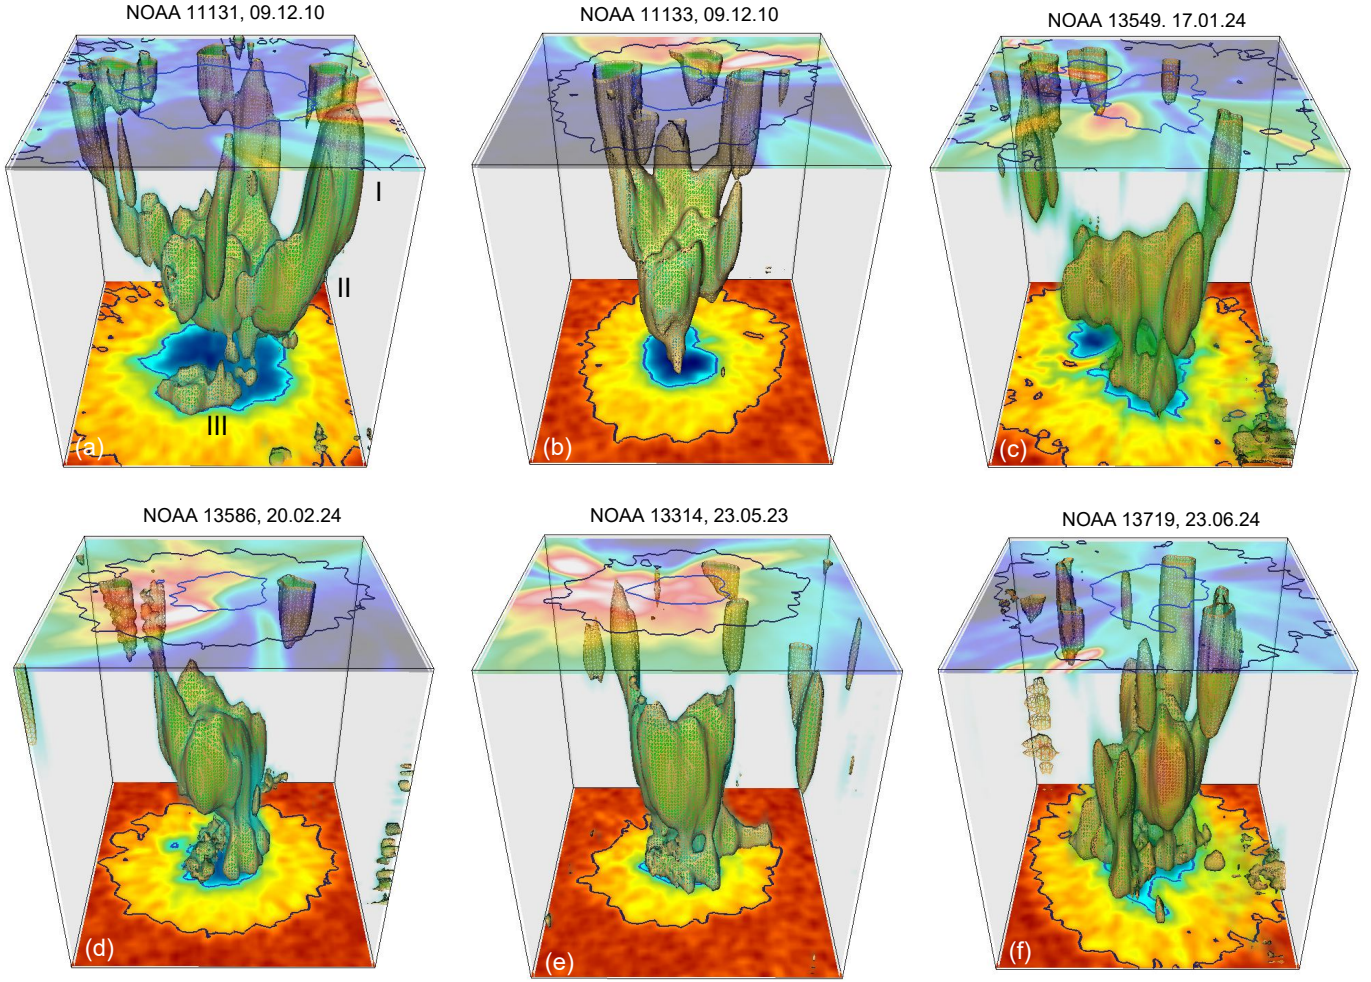 NOAA 11131, 09.12.10
NOAA 11133, 09.12.10
NOAA 13549. 17.01.24
I
II
III
(a)
(b)
(c)
NOAA 13586, 20.02.24
NOAA 13314, 23.05.23
NOAA 13719, 23.06.24
(d)
(e)
(f)